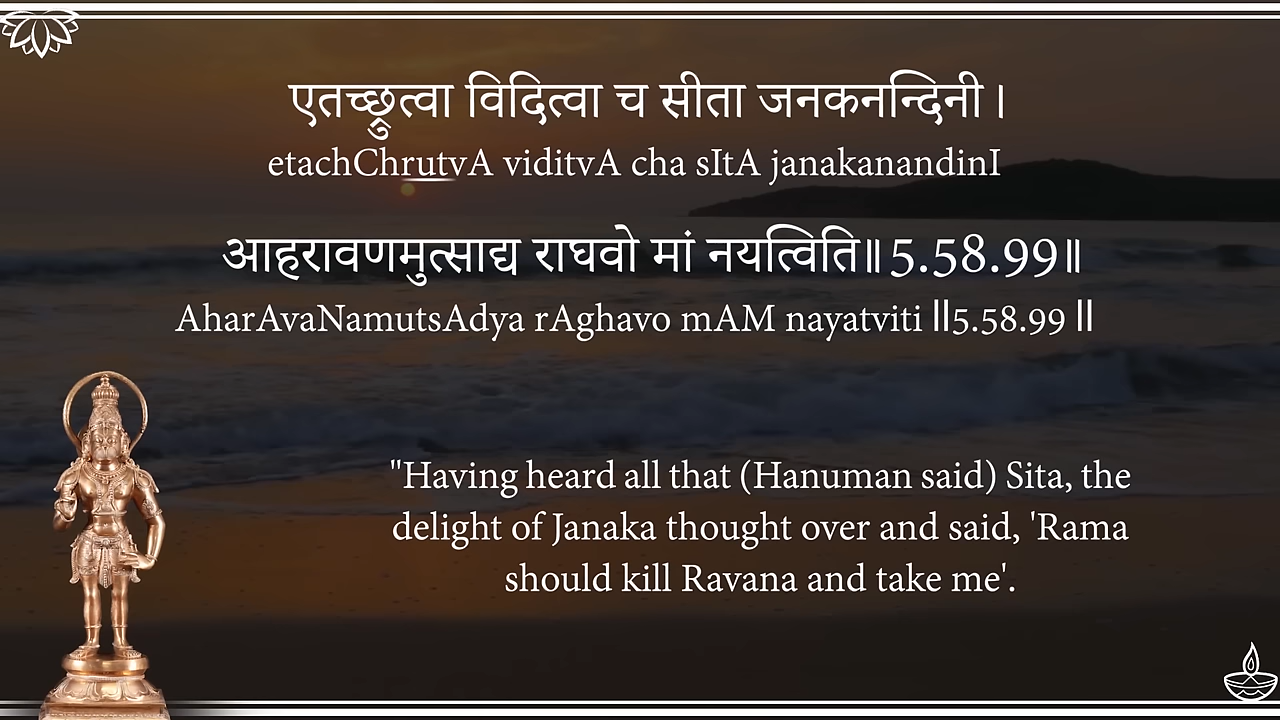 एतच्छ्रुत्वा विदित्वा च सीता जनकनन्दिनी।
etachChrutvA viditvA cha sItA janakanandinI
आहरावणमुत्साद्य राघवो मां नयत्विति॥5.58.99॥
AharAvaNamutsAdya rAghavo mAM nayatviti ॥5.58.99 ॥
"Having heard all that (Hanuman said) Sita, the
delight of Janaka thought over and said, 'Rama
should kill Ravana and take me'.